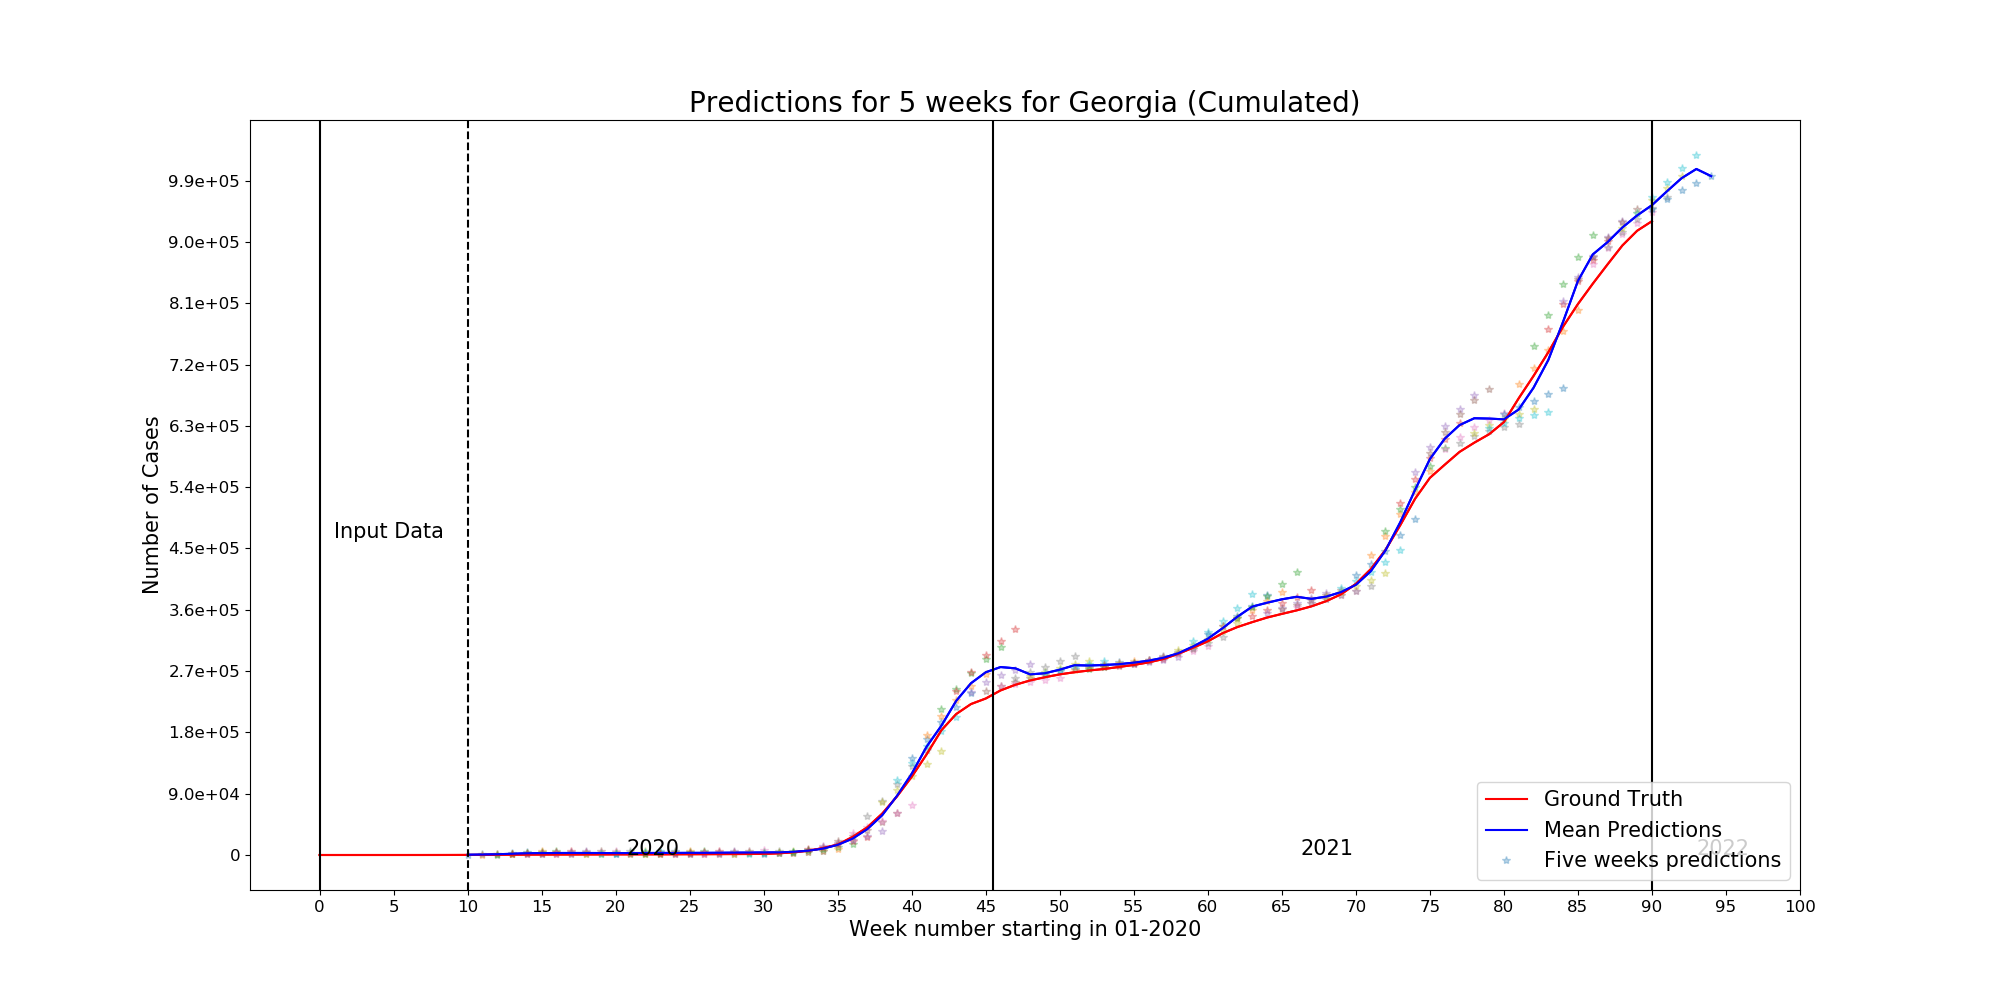 Predictions for 5 weeks for Georgia (Cumulated)
9.9e+05
9.0e+05
8.1e+05
7.2e+05
6.3e+05
5.4e+05
4.5e+05
3.6e+05
2.7e+05
1.8e+05
9.0e+04
0
Number of Cases
Input Data
2020
2021
2022
Ground Truth
Mean Predictions
Five weeks predictions
0 5 10 15 20 25 30 35 40 45 50 55 60 65 70 75 80 85 90 95 100
Week number starting in 01-2020